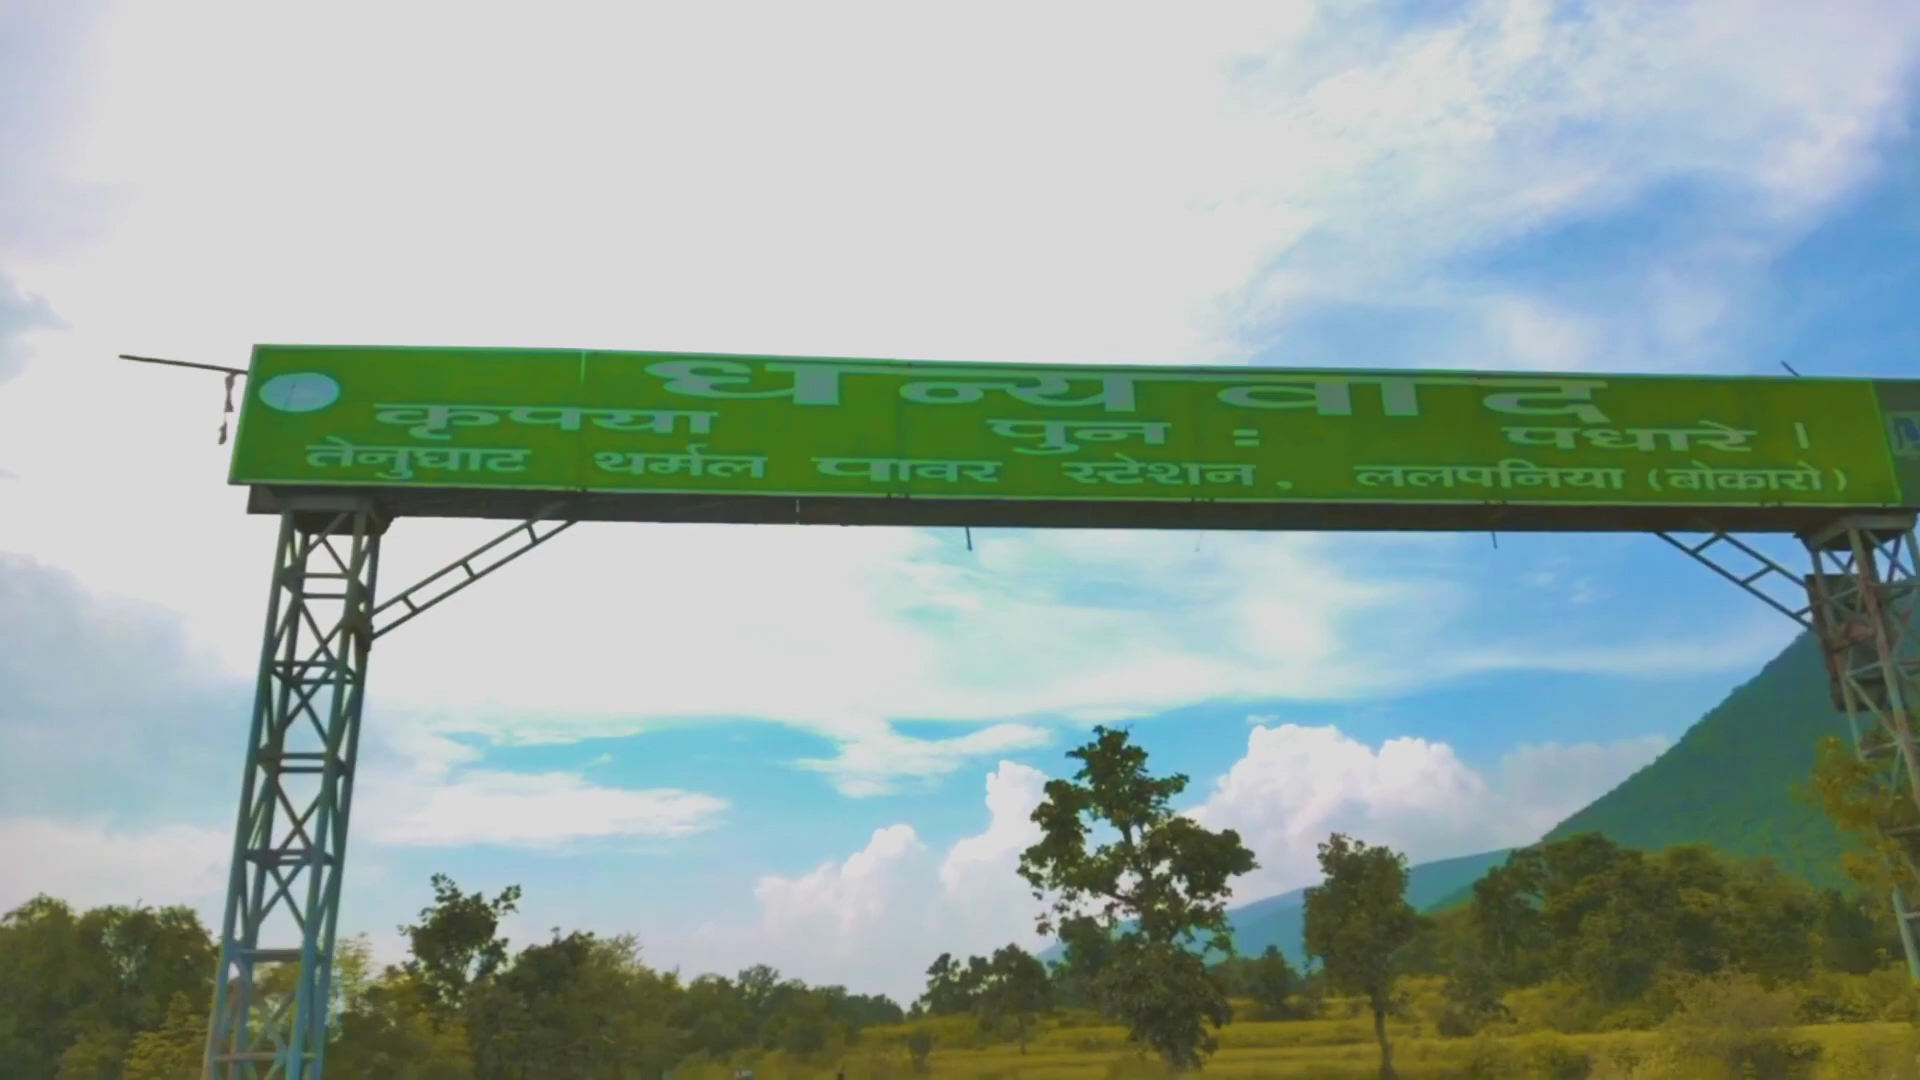 धन्यवाद
कृपया पुन: पधारे।
तेनुघाट थर्मल पावर स्टेशन, ललपनिया (बोकारो)